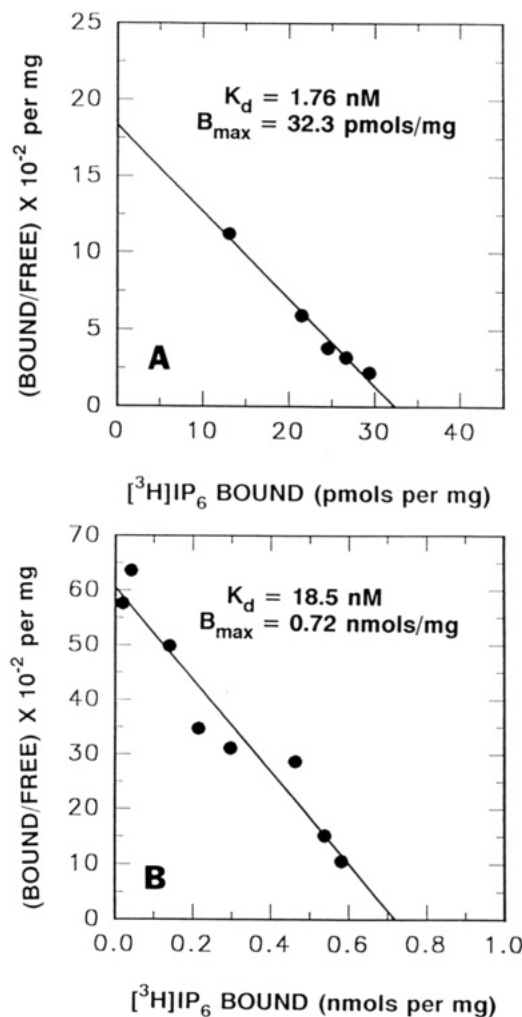 25
20
15
10
5
0
(BOUND/FREE) X 10⁻² per mg
K_d = 1.76 nM
B_max = 32.3 pmols/mg
A
0 10 20 30 40
[³H]IP₆ BOUND (pmols per mg)
70
60
50
40
30
20
10
0
(BOUND/FREE) X 10⁻² per mg
K_d = 18.5 nM
B_max = 0.72 nmols/mg
B
0.0 0.2 0.4 0.6 0.8 1.0
[³H]IP₆ BOUND (nmols per mg)